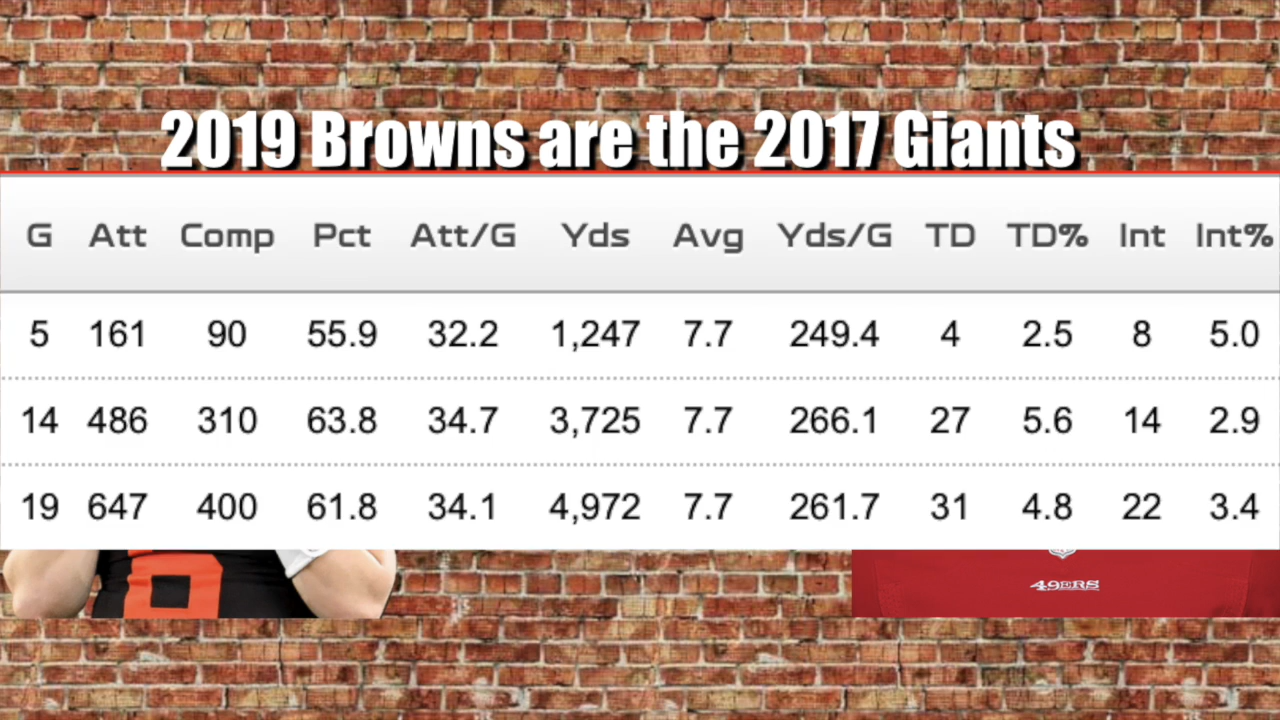 2019 Browns are the 2017 Giants
G Att Comp Pct Att/G Yds Avg Yds/G TD TD% Int Int%
5 161 90 55.9 32.2 1,247 7.7 249.4 4 2.5 8 5.0
14 486 310 63.8 34.7 3,725 7.7 266.1 27 5.6 14 2.9
19 647 400 61.8 34.1 4,972 7.7 261.7 31 4.8 22 3.4
49ERS